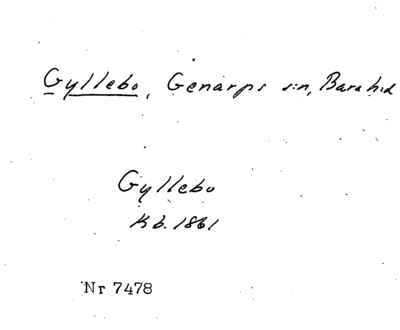 Gyllebo, Genarps sn, Bara hd
Gyllebo
Kb. 1861
Nr 7478